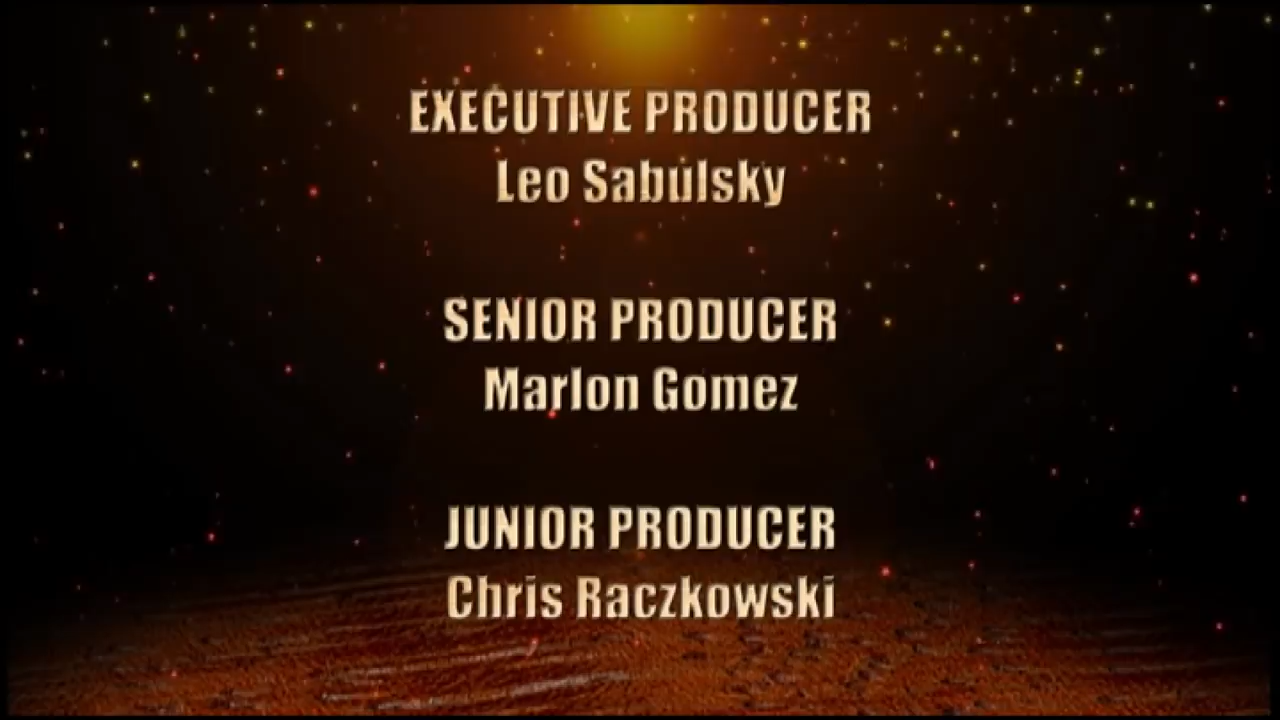 EXECUTIVE PRODUCER
Leo Sabulsky
SENIOR PRODUCER
Marlon Gomez
JUNIOR PRODUCER
Chris Raczkowski